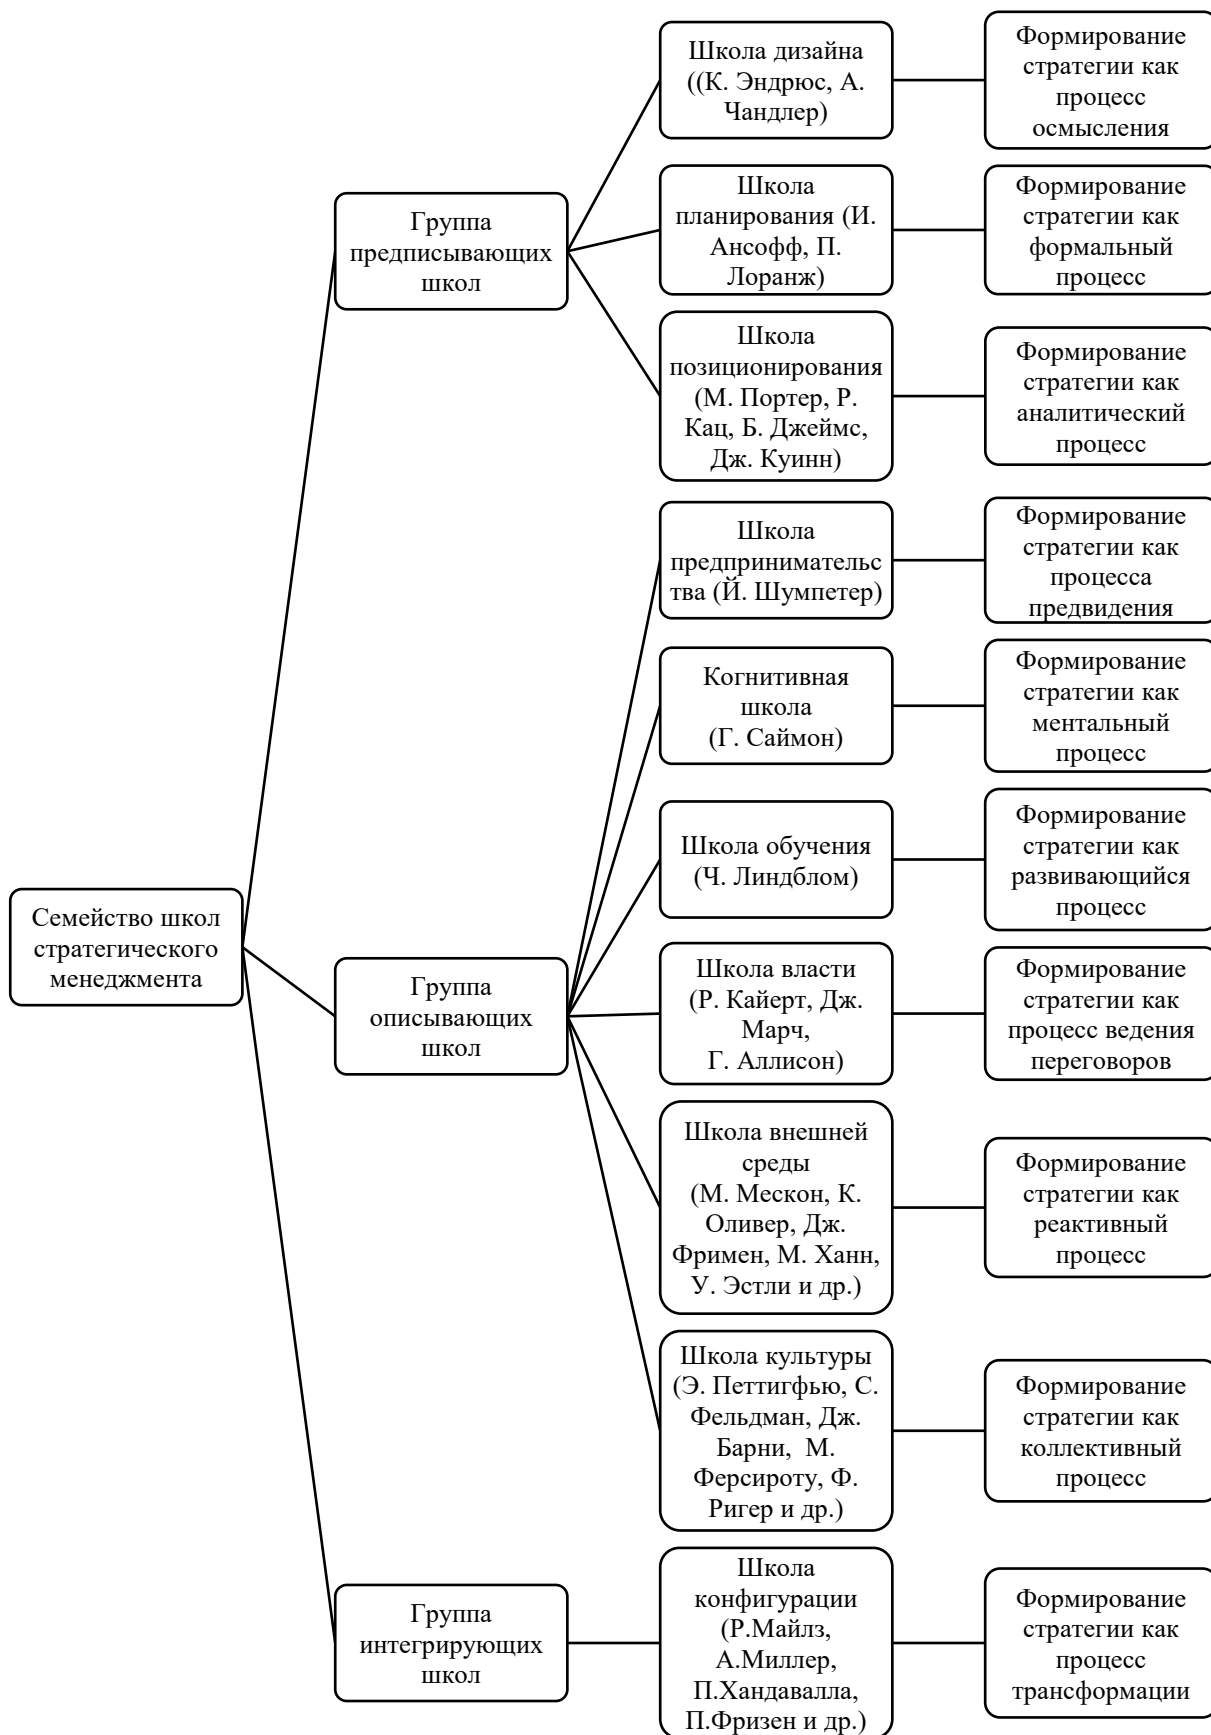 Семейство школ
стратегического
менеджмента
Группа
предписывающих
школ
Школа дизайна
((К. Эндрюс, А.
Чандлер)
Формирование
стратегии как
процесс
осмысления
Школа
планирования (И.
Ансофф, П.
Лоранж)
Формирование
стратегии как
формальный
процесс
Школа
позиционирования
(М. Портер, Р.
Кац, Б. Джеймс,
Дж. Куинн)
Формирование
стратегии как
аналитический
процесс
Группа
описывающих
школ
Школа
предпринимательс
тва (Й. Шумпетер)
Формирование
стратегии как
процесса
предвидения
Когнитивная
школа
(Г. Саймон)
Формирование
стратегии как
ментальный
процесс
Школа обучения
(Ч. Линдблом)
Формирование
стратегии как
развивающийся
процесс
Школа власти
(Р. Кайерт, Дж.
Марч,
Г. Аллисон)
Формирование
стратегии как
процесс ведения
переговоров
Школа внешней
среды
(М. Мескон, К.
Оливер, Дж.
Фримен, М. Ханн,
У. Эстли и др.)
Формирование
стратегии как
реактивный
процесс
Школа культуры
(Э. Петтигфью, С.
Фельдман, Дж.
Барни, М.
Ферсироту, Ф.
Ригер и др.)
Формирование
стратегии как
коллективный
процесс
Группа
интегрирующих
школ
Школа
конфигурации
(Р.Майлз,
А.Миллер,
П.Хандавалла,
П.Фризен и др.)
Формирование
стратегии как
процесс
трансформации